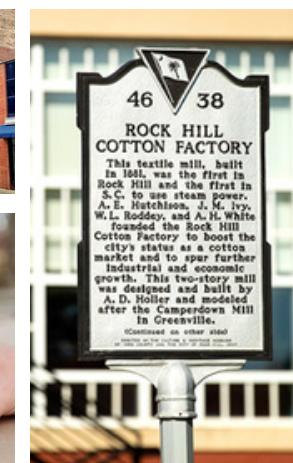 46 38
ROCK HILL
COTTON FACTORY
This textile mill, built
in 1881, was the first in
Rock Hill and the first in
S.C. to use steam power.
A. E. Hutchison, J. M. Ivy,
W. L. Roddey, and A. H. White
founded the Rock Hill
Cotton Factory to boost the
city's status as a cotton
market and to spur further
industrial and economic
growth. This two-story mill
was designed and built by
A. D. Holler and modeled
after the Camperdown Mill
in Greenville.
(Continued on other side)